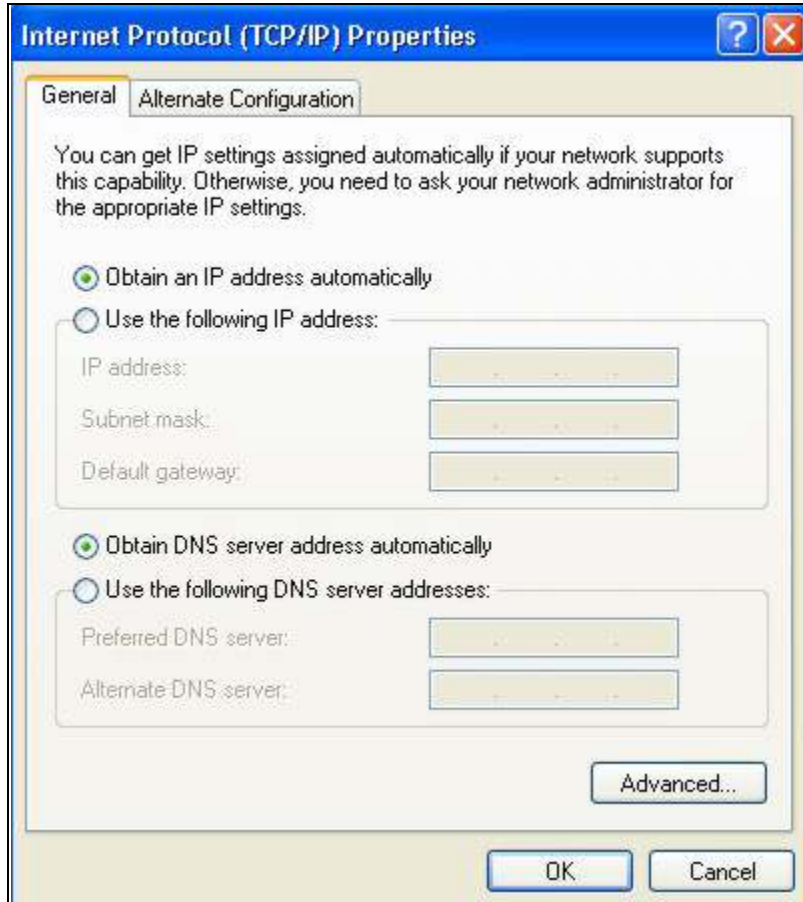 Internet Protocol (TCP/IP) Properties
General
Alternate Configuration
You can get IP settings assigned automatically if your network supports
this capability. Otherwise, you need to ask your network administrator for
the appropriate IP settings.
Obtain an IP address automatically
Use the following IP address:
IP address:
Subnet mask:
Default gateway:
Obtain DNS server address automatically
Use the following DNS server addresses:
Preferred DNS server:
Alternate DNS server:
Advanced...
OK
Cancel